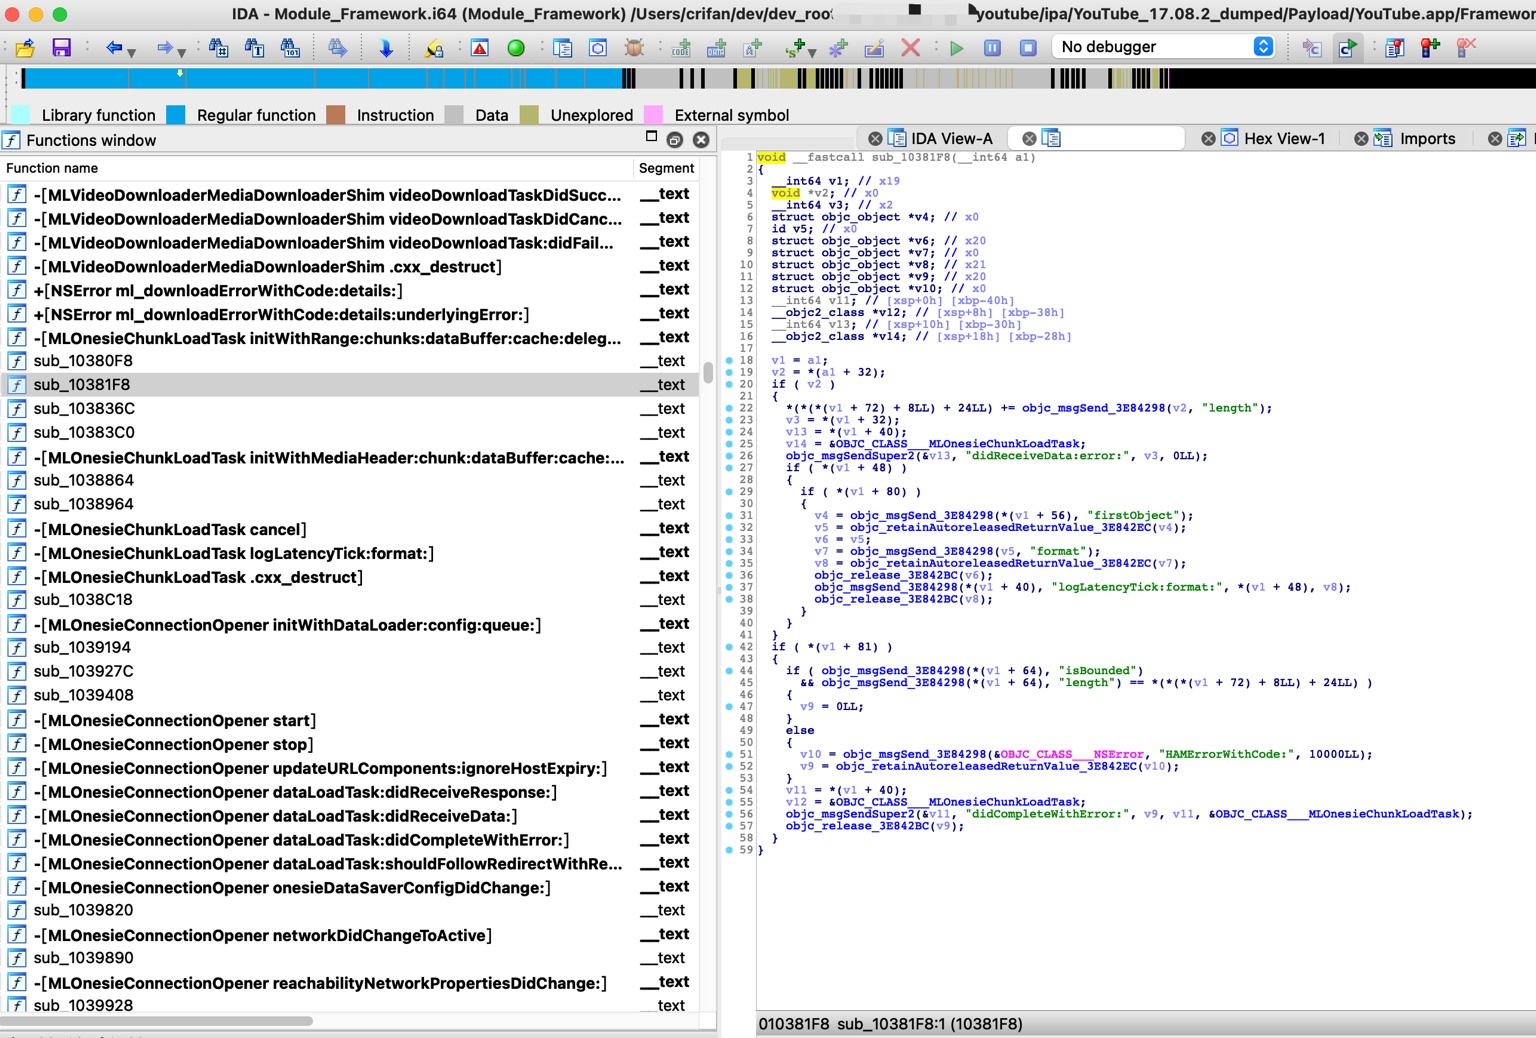 IDA - Module_Framework.i64 (Module_Framework) /Users/crifan/dev/dev_root youtube/ipa/YouTube_17.08.2_dumped/Payload/YouTube.app/Framewor
No debugger
Library function Regular function Instruction Data Unexplored External symbol
Functions window
IDA View-A Hex View-1 Imports
Function name Segment
-[MLVideoDownloaderMediaDownloaderShim videoDownloadTaskDidSucc... __text
-[MLVideoDownloaderMediaDownloaderShim videoDownloadTaskDidCanc... __text
-[MLVideoDownloaderMediaDownloaderShim videoDownloadTask:didFail... __text
-[MLVideoDownloaderMediaDownloaderShim .cxx_destruct] __text
+[NSError ml_downloadErrorWithCode:details:] __text
+[NSError ml_downloadErrorWithCode:details:underlyingError:] __text
-[MLOnesieChunkLoadTask initWithRange:chunks:dataBuffer:cache:deleg... __text
sub_10380F8 __text
sub_10381F8 __text
sub_103836C __text
sub_10383C0 __text
-[MLOnesieChunkLoadTask initWithMediaHeader:chunk:dataBuffer:cache:... __text
sub_1038864 __text
sub_1038964 __text
-[MLOnesieChunkLoadTask cancel] __text
-[MLOnesieChunkLoadTask logLatencyTick:format:] __text
-[MLOnesieChunkLoadTask .cxx_destruct] __text
sub_1038C18 __text
-[MLOnesieConnectionOpener initWithDataLoader:config:queue:] __text
sub_1039194 __text
sub_103927C __text
sub_1039408 __text
-[MLOnesieConnectionOpener start] __text
-[MLOnesieConnectionOpener stop] __text
-[MLOnesieConnectionOpener updateURLComponents:ignoreHostExpiry:] __text
-[MLOnesieConnectionOpener dataLoadTask:didReceiveResponse:] __text
-[MLOnesieConnectionOpener dataLoadTask:didReceiveData:] __text
-[MLOnesieConnectionOpener dataLoadTask:didCompleteWithError:] __text
-[MLOnesieConnectionOpener dataLoadTask:shouldFollowRedirectWithRe... __text
-[MLOnesieConnectionOpener onesieDataSaverConfigDidChange:] __text
sub_1039820 __text
-[MLOnesieConnectionOpener networkDidChangeToActive] __text
sub_1039890 __text
-[MLOnesieConnectionOpener reachabilityNetworkPropertiesDidChange:] __text
sub_1039928 __text
1 void __fastcall sub_10381F8(__int64 a1)
2 {
3 __int64 v1; // x19
4 void *v2; // x0
5 __int64 v3; // x2
6 struct objc_object *v4; // x0
7 id v5; // x0
8 struct objc_object *v6; // x20
9 struct objc_object *v7; // x0
10 struct objc_object *v8; // x21
11 struct objc_object *v9; // x20
12 struct objc_object *v10; // x0
13 __int64 v11; // [xsp+0h] [xbp-40h]
14 __objc2_class *v12; // [xsp+8h] [xbp-38h]
15 __int64 v13; // [xsp+10h] [xbp-30h]
16 __objc2_class *v14; // [xsp+18h] [xbp-28h]
17
18 v1 = a1;
19 v2 = *(a1 + 32);
20 if ( v2 )
21 {
22 *(*(*(v1 + 72) + 8LL) + 24LL) += objc_msgSend_3E84298(v2, "length");
23 v3 = *(v1 + 32);
24 v13 = *(v1 + 40);
25 v14 = &OBJC_CLASS___MLOnesieChunkLoadTask;
26 objc_msgSendSuper2(&v13, "didReceiveData:error:", v3, 0LL);
27 if ( *(v1 + 48) )
28 {
29 if ( *(v1 + 80) )
30 {
31 v4 = objc_msgSend_3E84298(*(v1 + 56), "firstObject");
32 v5 = objc_retainAutoreleasedReturnValue_3E842EC(v4);
33 v6 = v5;
34 v7 = objc_msgSend_3E84298(v5, "format");
35 v8 = objc_retainAutoreleasedReturnValue_3E842EC(v7);
36 objc_release_3E842BC(v6);
37 objc_msgSend_3E84298(*(v1 + 40), "logLatencyTick:format:", *(v1 + 48), v8);
38 objc_release_3E842BC(v8);
39 }
40 }
41 }
42 if ( *(v1 + 81) )
43 {
44 if ( objc_msgSend_3E84298(*(v1 + 64), "isBounded")
45 && objc_msgSend_3E84298(*(v1 + 64), "length") == *(*(*(v1 + 72) + 8LL) + 24LL) )
46 {
47 v9 = 0LL;
48 }
49 else
50 {
51 v10 = objc_msgSend_3E84298(&OBJC_CLASS___NSError, "HAMErrorWithCode:", 10000LL);
52 v9 = objc_retainAutoreleasedReturnValue_3E842EC(v10);
53 }
54 v11 = *(v1 + 40);
55 v12 = &OBJC_CLASS___MLOnesieChunkLoadTask;
56 objc_msgSendSuper2(&v11, "didCompleteWithError:", v9, v11, &OBJC_CLASS___MLOnesieChunkLoadTask);
57 objc_release_3E842BC(v9);
58 }
59 }
010381F8 sub_10381F8:1 (10381F8)